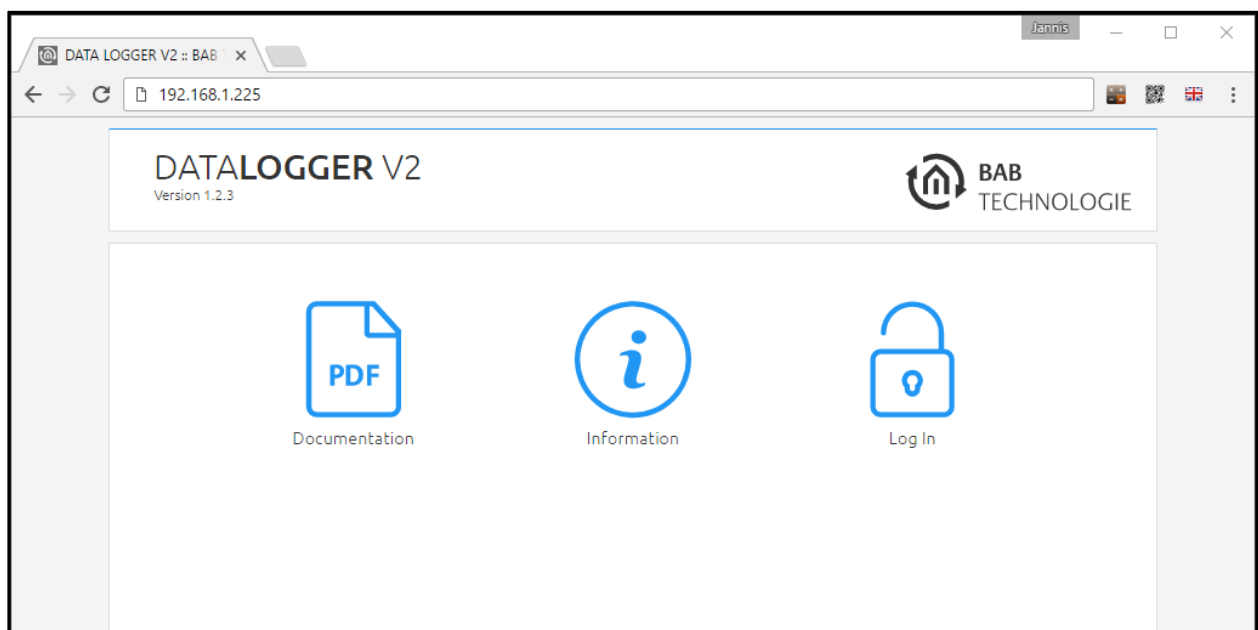 Jannis
DATA LOGGER V2 :: BAB
192.168.1.225
DATALOGGER V2
Version 1.2.3
BAB
TECHNOLOGIE
PDF
i
Documentation
Information
Log In